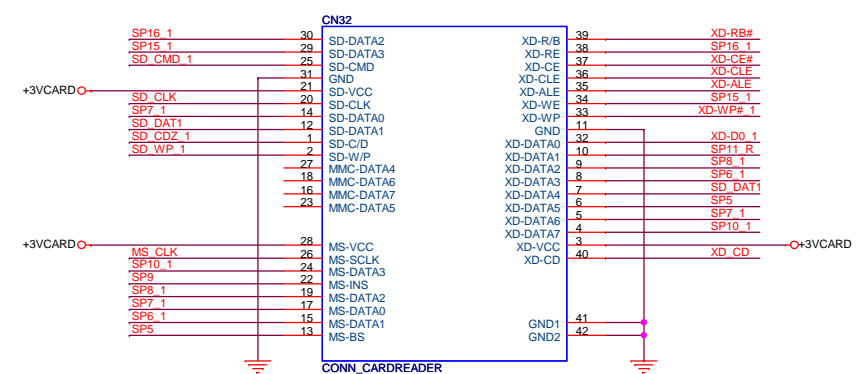 CN32
SP16_1 30 SD-DATA2 XD-R/B 39 XD-RB#
SP15_1 29 SD-DATA3 XD-RE 38 SP16_1
SD_CMD_1 25 SD-CMD XD-CE 37 XD-CE#
31 GND XD-CLE 36 XD-CLE
+3VCARD 21 SD-VCC XD-ALE 35 XD-ALE
SD_CLK 20 SD-CLK XD-WE 34 SP15_1
SP7_1 14 SD-DATA0 XD-WP 33 XD-WP#_1
SD_DAT1 12 SD-DATA1 GND 11
SD_CDZ_1 1 SD-C/D XD-DATA0 32 XD-D0_1
SD_WP_1 2 SD-W/P XD-DATA1 10 SP11_R
27 MMC-DATA4 XD-DATA2 9 SP8_1
18 MMC-DATA6 XD-DATA3 8 SP6_1
16 MMC-DATA7 XD-DATA4 7 SD_DAT1
23 MMC-DATA5 XD-DATA5 6 SP5
XD-DATA6 5 SP7_1
XD-DATA7 4 SP10_1
+3VCARD 28 MS-VCC XD-VCC 3 +3VCARD
MS_CLK 26 MS-SCLK XD-CD 40 XD_CD
SP10_1 24 MS-DATA3
SP9 22 MS-INS
SP8_1 19 MS-DATA2
SP7_1 17 MS-DATA0
SP6_1 15 MS-DATA1 GND1 41
SP5 13 MS-BS GND2 42
CONN_CARDREADER